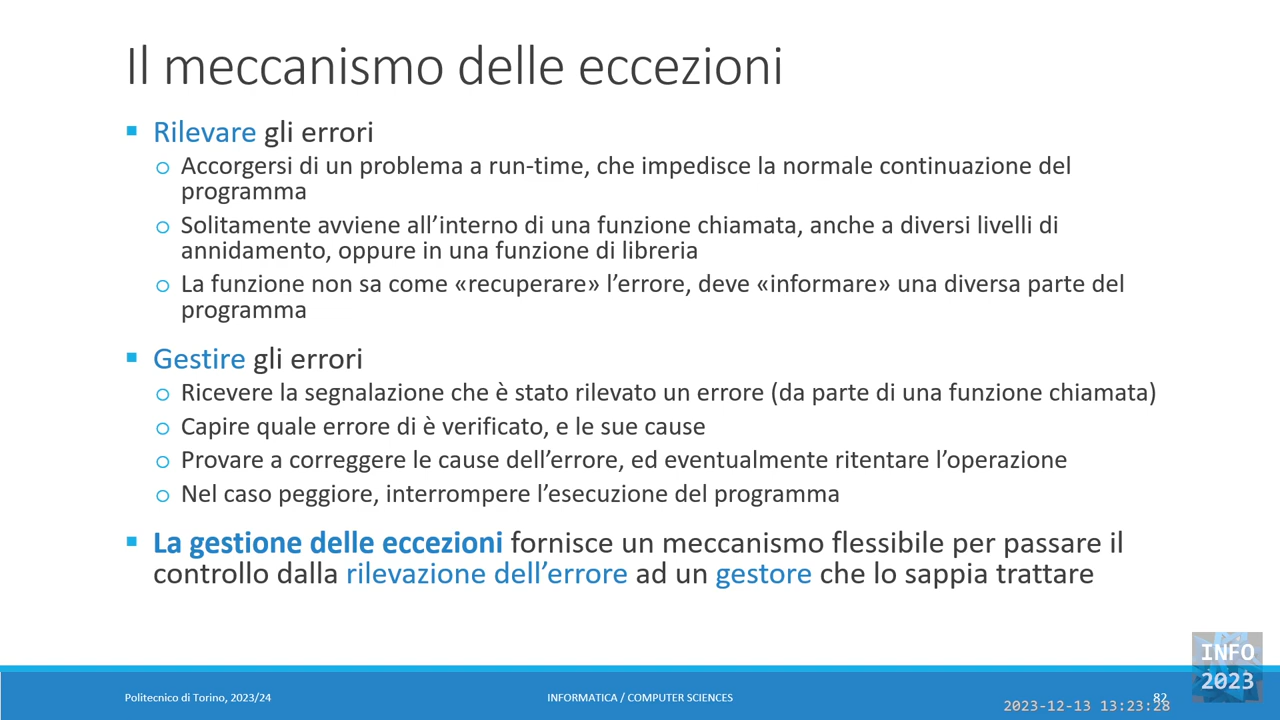 Il meccanismo delle eccezioni
▪ Rilevare gli errori
o Accorgersi di un problema a run-time, che impedisce la normale continuazione del
programma
o Solitamente avviene all’interno di una funzione chiamata, anche a diversi livelli di
annidamento, oppure in una funzione di libreria
o La funzione non sa come «recuperare» l’errore, deve «informare» una diversa parte del
programma
▪ Gestire gli errori
o Ricevere la segnalazione che è stato rilevato un errore (da parte di una funzione chiamata)
o Capire quale errore di è verificato, e le sue cause
o Provare a correggere le cause dell’errore, ed eventualmente ritentare l’operazione
o Nel caso peggiore, interrompere l’esecuzione del programma
▪ La gestione delle eccezioni fornisce un meccanismo flessibile per passare il
controllo dalla rilevazione dell’errore ad un gestore che lo sappia trattare
INFO
2023
Politecnico di Torino, 2023/24
INFORMATICA / COMPUTER SCIENCES
82
2023-12-13 13:23:28